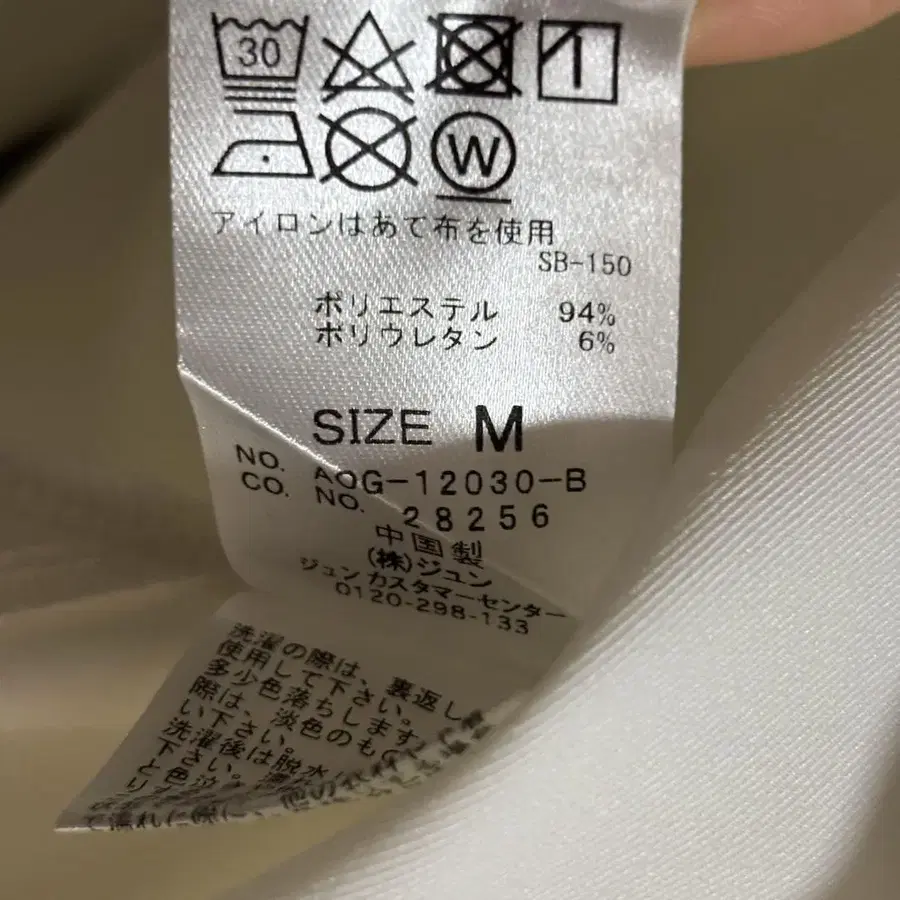 30
W
アイロンはあて布を使用
SB-150
ポリエステル 94%
ポリウレタン 6%
SIZE M
NO. AOG-12030-B
CO. NO. 28256
中国製
(株)ジュン
ジュン カスタマーセンター
0120-298-133
洗濯の際は、裏返し
使用して下さい。
多少色落ちします
際は、淡色のもの
い下さい。
洗濯後は脱水
下さい。
と色